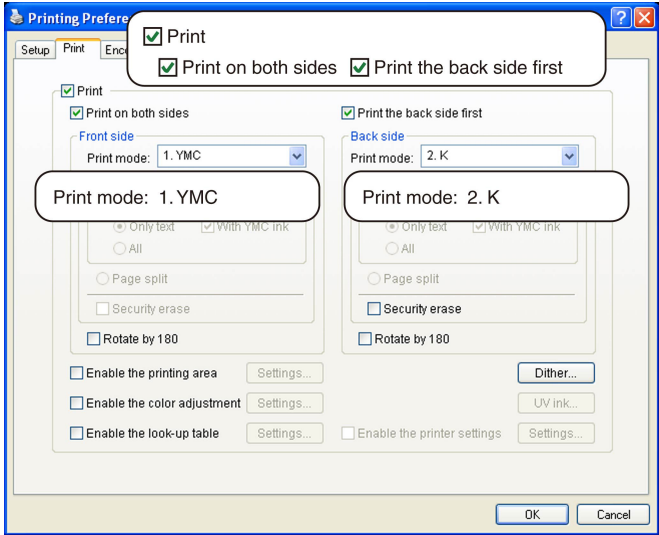 Printing Prefere
Print
Print on both sides Print the back side first
Setup Print Enco
Print
Print on both sides Print the back side first
Front side Back side
Print mode: 1. YMC Print mode: 2. K
Print mode: 1. YMC Print mode: 2. K
Only text With YMC ink Only text With YMC ink
All All
Page split Page split
Security erase Security erase
Rotate by 180 Rotate by 180
Enable the printing area Settings... Dither...
Enable the color adjustment Settings... UV ink...
Enable the look-up table Settings... Enable the printer settings Settings...
OK Cancel